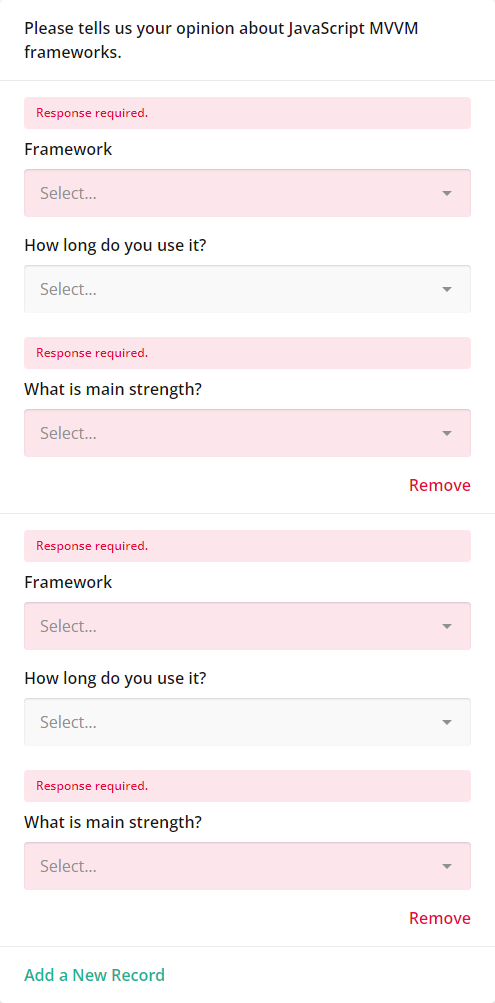 Please tells us your opinion about JavaScript MVVM
frameworks.
Response required.
Framework
Select...
How long do you use it?
Select...
Response required.
What is main strength?
Select...
Remove
Response required.
Framework
Select...
How long do you use it?
Select...
Response required.
What is main strength?
Select...
Remove
Add a New Record